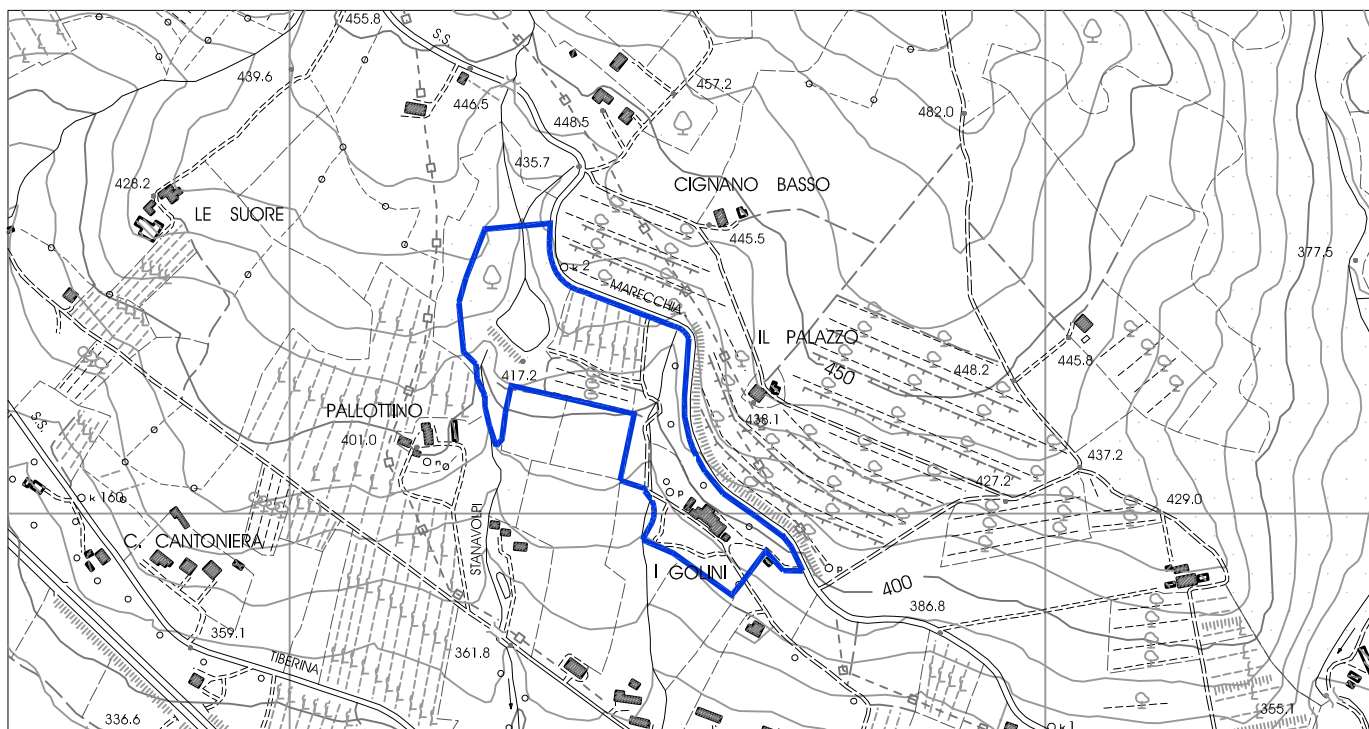 455.8
S.S.
439.6
446.5
448.5
457.2
482.0
435.7
428.2
LE SUORE
CIGNANO BASSO
445.5
377.5
k 2
MARECCHIA
IL PALAZZO
450
448.2
445.8
417.2
PALLOTTINO
401.0
438.1
437.2
427.2
429.0
S.S.
n
p
k 160
STANAVOLPI
C. CANTONIERA
I GOLINI
p
400
386.8
359.1
361.8
TIBERINA
336.6
355.1
k 1